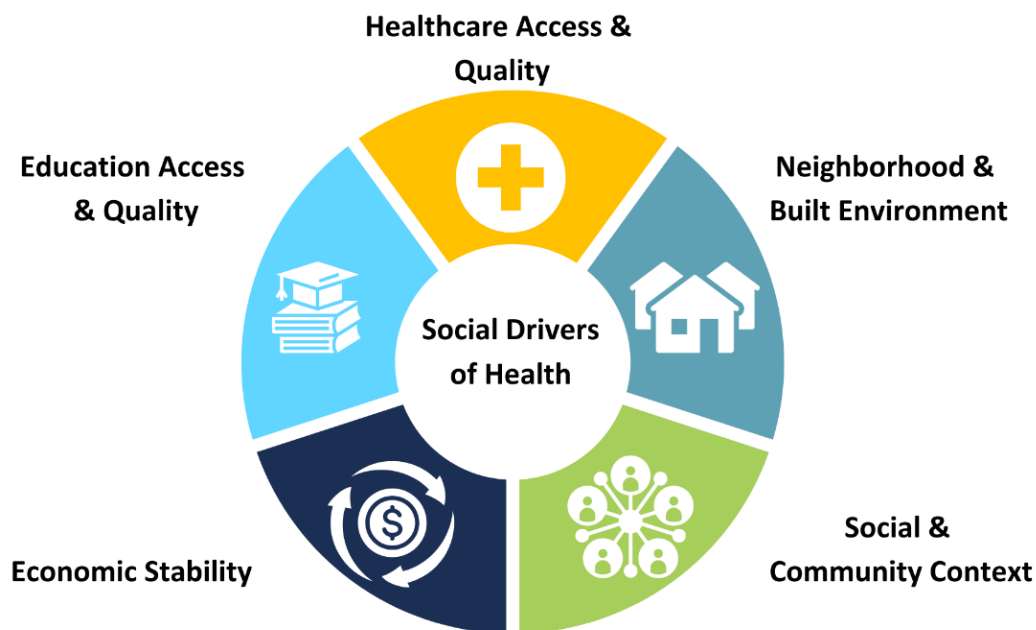 Healthcare Access &
Quality
Education Access
& Quality
Neighborhood &
Built Environment
Social Drivers
of Health
$
Economic Stability
Social &
Community Context